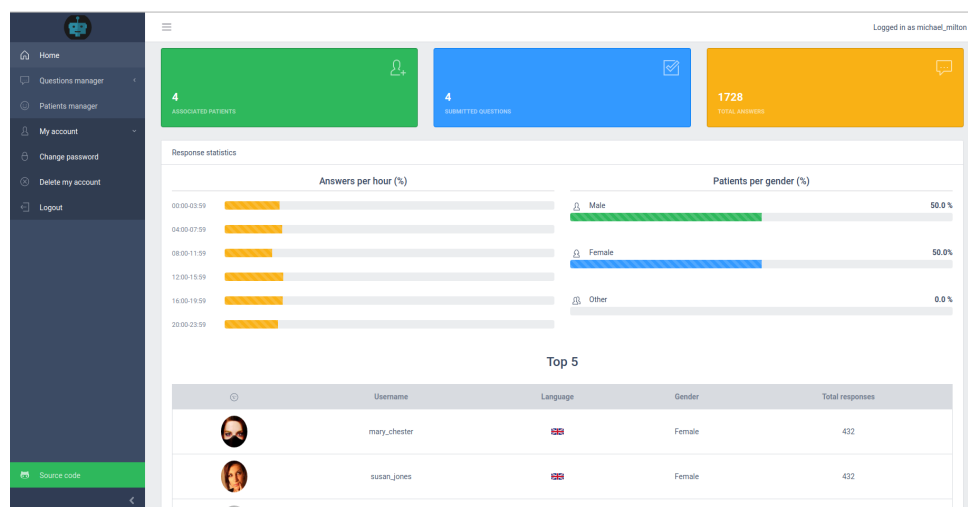 Logged in as michael_milton
Home
Questions manager
Patients manager
My account
Change password
Delete my account
Logout
Source code
4
ASSOCIATED PATIENTS
4
SUBMITTED QUESTIONS
1728
TOTAL ANSWERS
Response statistics
Answers per hour (%)
00:00-03:59
04:00-07:59
08:00-11:59
12:00-15:59
16:00-19:59
20:00-23:59
Patients per gender (%)
Male 50.0 %
Female 50.0%
Other 0.0 %
Top 5
Username Language Gender Total responses
mary_chester Female 432
susan_jones Female 432